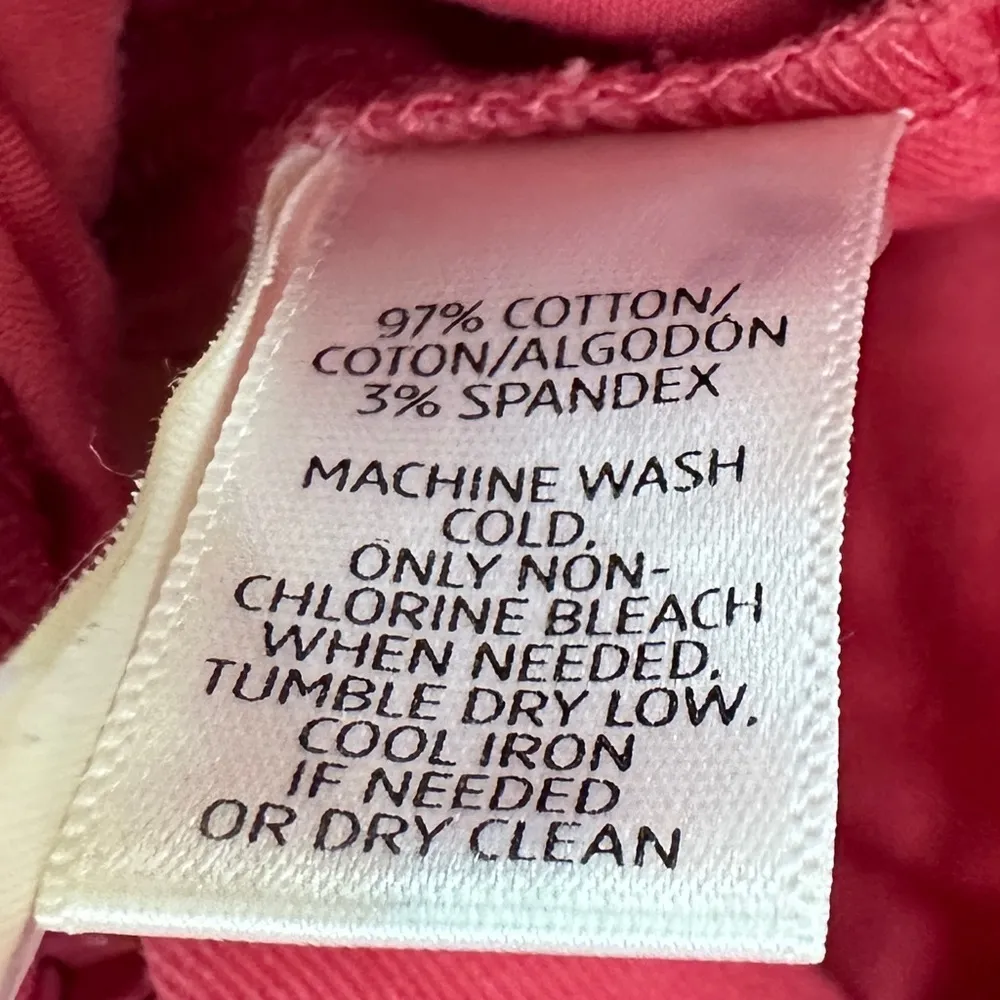 97% COTTON/
COTON/ALGODÓN
3% SPANDEX
MACHINE WASH
COLD,
ONLY NON-
CHLORINE BLEACH
WHEN NEEDED.
TUMBLE DRY LOW.
COOL IRON
IF NEEDED
OR DRY CLEAN